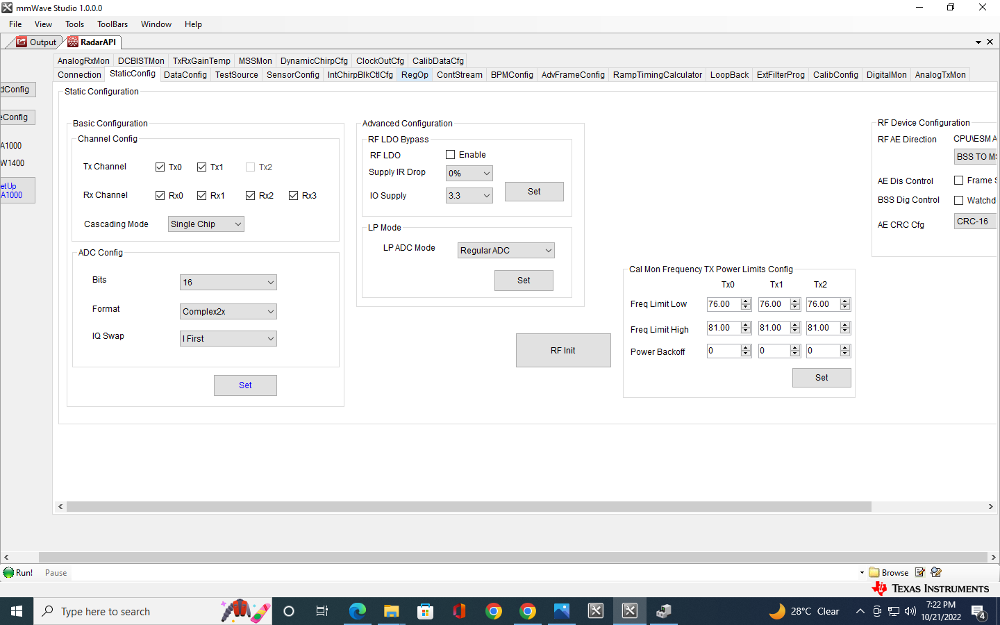 mmWave Studio 1.0.0.0
File View Tools ToolBars Window Help
Output RadarAPI
AnalogRxMon DCBISTMon TxRxGainTemp MSSMon DynamicChirpCfg ClockOutCfg CalibDataCfg
Connection StaticConfig DataConfig TestSource SensorConfig IntChirpBlkCtlCfg RegOp ContStream BPMConfig AdvFrameConfig RampTimingCalculator LoopBack ExtFilterProg CalibConfig DigitalMon AnalogTxMon
dConfig
eConfig
A1000
W1400
etUp
A1000
Static Configuration
Basic Configuration
Channel Config
Tx Channel Tx0 Tx1 Tx2
Rx Channel Rx0 Rx1 Rx2 Rx3
Cascading Mode Single Chip
ADC Config
Bits 16
Format Complex2x
IQ Swap I First
Set
Advanced Configuration
RF LDO Bypass
RF LDO Enable
Supply IR Drop 0%
IO Supply 3.3 Set
LP Mode
LP ADC Mode Regular ADC
Set
RF Init
Cal Mon Frequency TX Power Limits Config
Tx0 Tx1 Tx2
Freq Limit Low 76.00 76.00 76.00
Freq Limit High 81.00 81.00 81.00
Power Backoff 0 0 0
Set
RF Device Configuration
RF AE Direction CPU\ESM A
BSS TO M
AE Dis Control Frame S
BSS Dig Control Watchd
AE CRC Cfg CRC-16
Run! Pause Browse
TEXAS INSTRUMENTS
Type here to search 28°C Clear 7:22 PM
10/21/2022
4